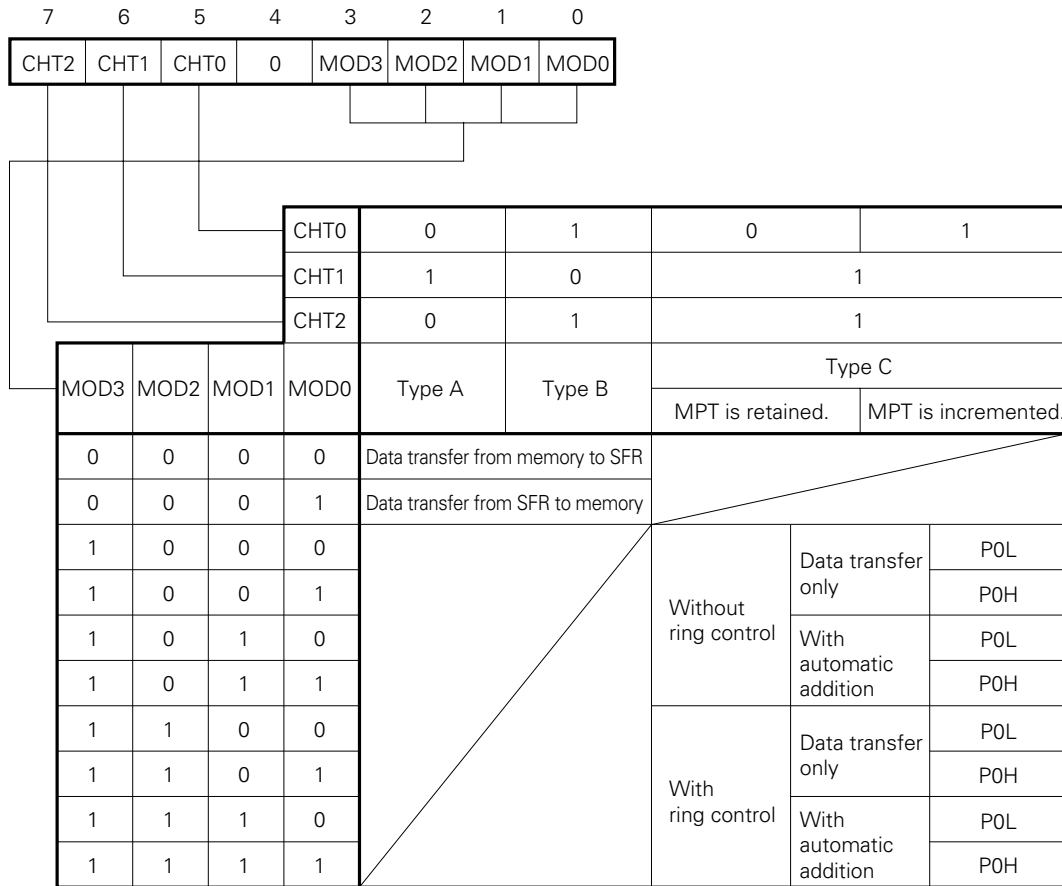 7 6 5 4 3 2 1 0
CHT2 CHT1 CHT0 0 MOD3 MOD2 MOD1 MOD0
CHT0 0 1 0 1
CHT1 1 0 1
CHT2 0 1 1
MOD3 MOD2 MOD1 MOD0 Type A Type B Type C
MPT is retained. MPT is incremented.
0 0 0 0 Data transfer from memory to SFR
0 0 0 1 Data transfer from SFR to memory
1 0 0 0
1 0 0 1
1 0 1 0
1 0 1 1
1 1 0 0
1 1 0 1
1 1 1 0
1 1 1 1
Without
ring control
Data transfer
only
P0L
P0H
With
automatic
addition
P0L
P0H
With
ring control
Data transfer
only
P0L
P0H
With
automatic
addition
P0L
P0H